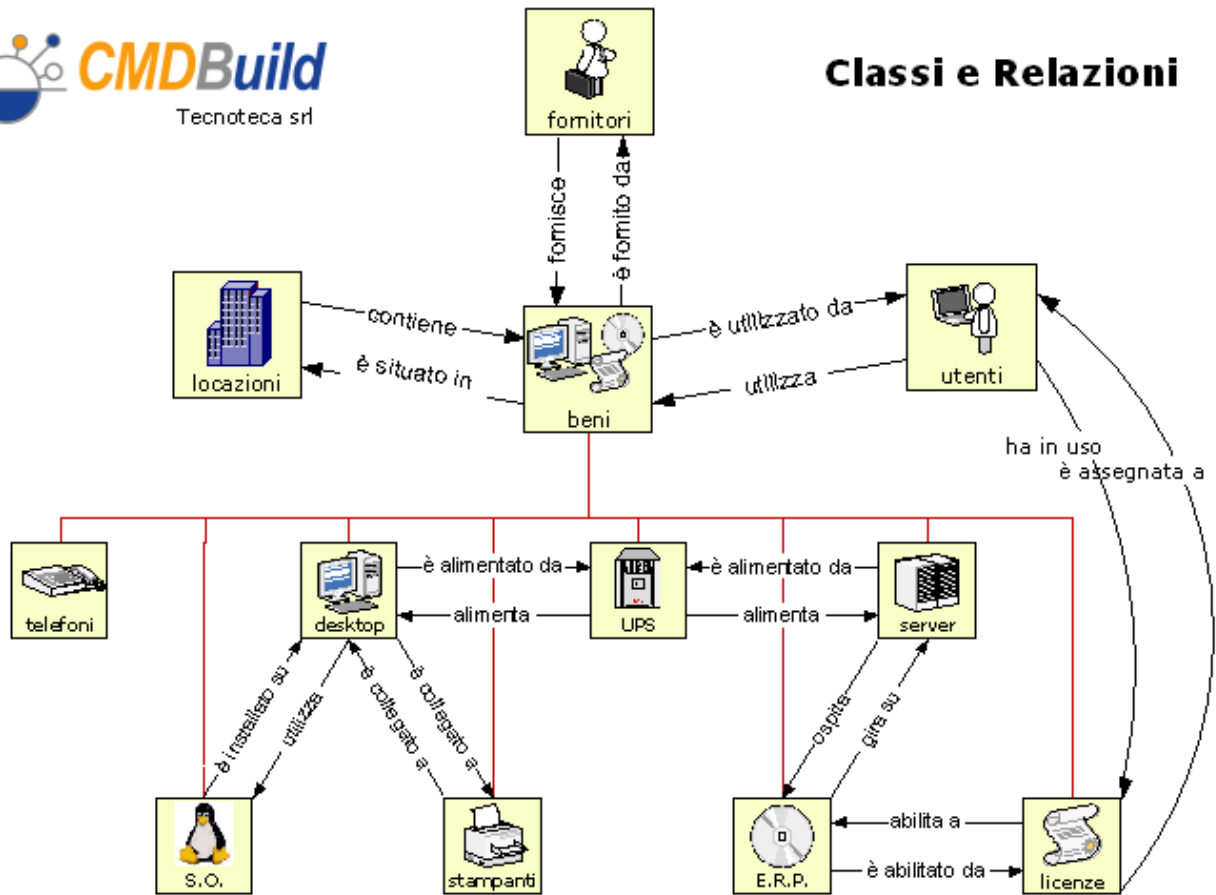 CMDBuild
Tecnoteca srl
Classi e Relazioni
fornitori
fornisce
è fornito da
locazioni
contiene
è situato in
beni
è utilizzato da
utilizza
utenti
ha in uso
è assegnata a
telefoni
desktop
è alimentato da
alimenta
UPS
è alimentato da
alimenta
server
è installato su
utilizza
è collegato a
è collegato a
ospita
gira su
S.O.
stampanti
E.R.P.
abilita a
è abilitato da
licenze